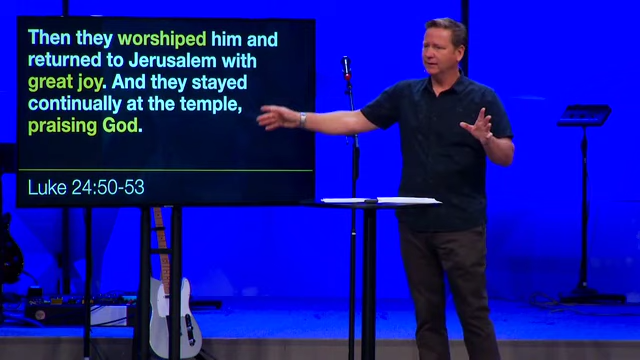 Then they worshiped him and
returned to Jerusalem with
great joy. And they stayed
continually at the temple,
praising God.
Luke 24:50-53